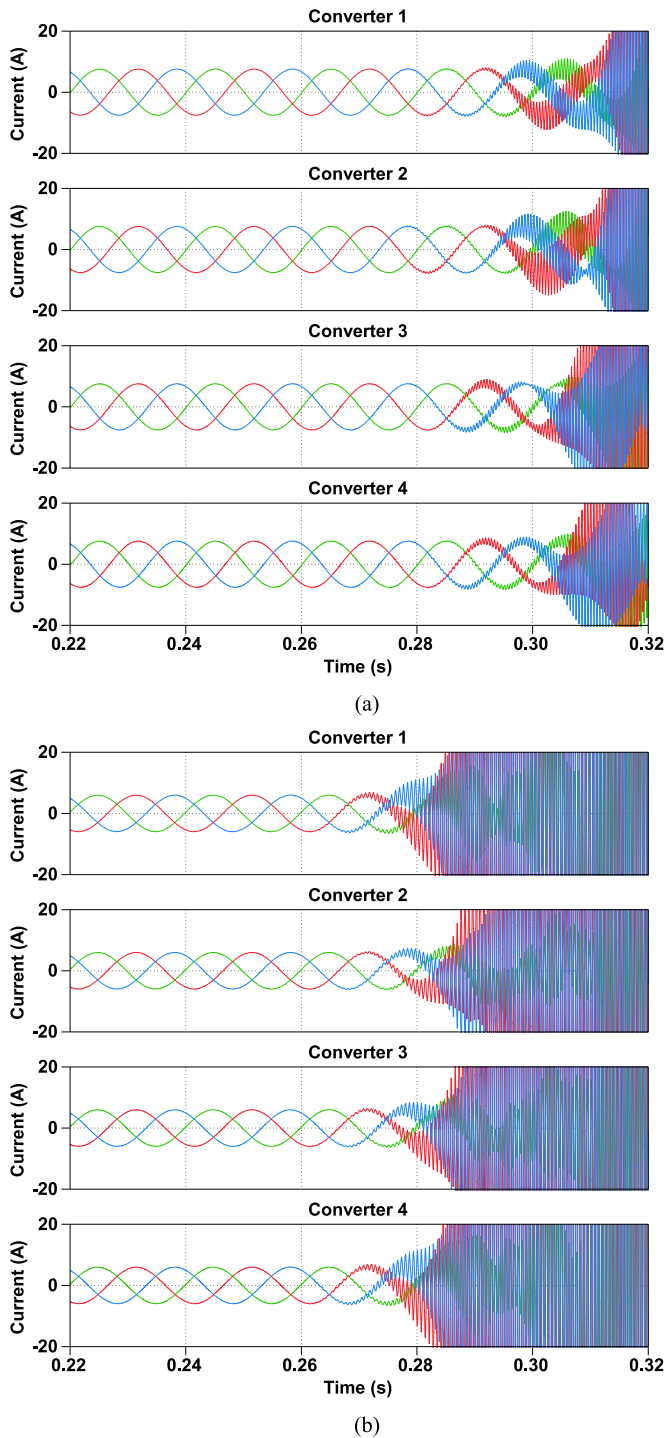 Converter 1
Current (A)
20
0
-20
Converter 2
Current (A)
20
0
-20
Converter 3
Current (A)
20
0
-20
Converter 4
Current (A)
20
0
-20
0.22 0.24 0.26 0.28 0.30 0.32
Time (s)
(a)
Converter 1
Current (A)
20
0
-20
Converter 2
Current (A)
20
0
-20
Converter 3
Current (A)
20
0
-20
Converter 4
Current (A)
20
0
-20
0.22 0.24 0.26 0.28 0.30 0.32
Time (s)
(b)